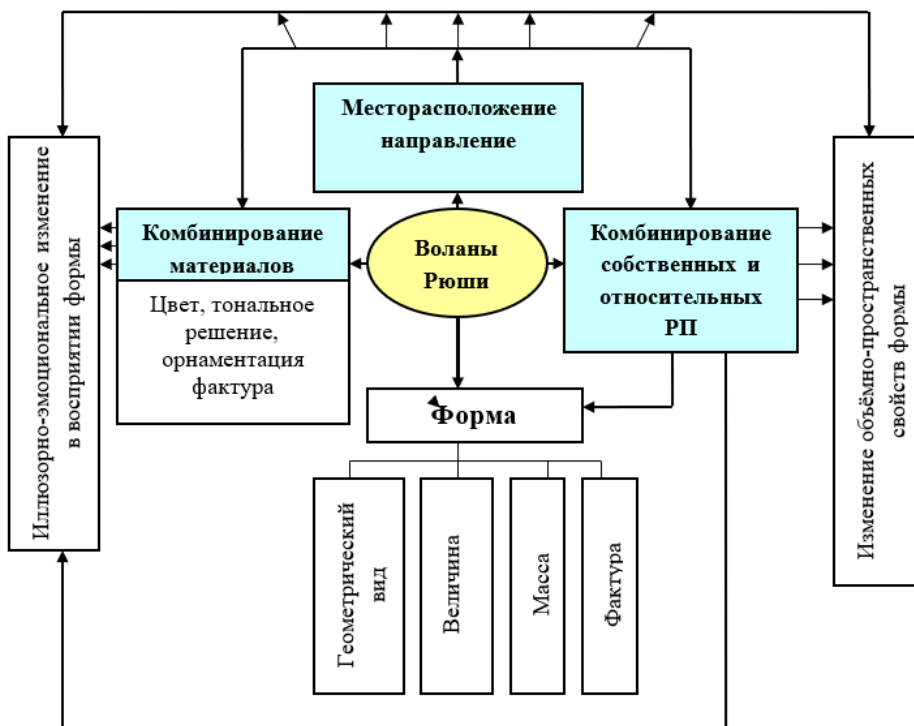 Месторасположение
направление
Иллюзорно-эмоциональное изменение
в восприятии формы
Комбинирование
материалов
Цвет, тональное
решение,
орнаментация
фактура
Воланы
Рюши
Комбинирование
собственных и
относительных
РП
Изменение объёмно-пространственных
свойств формы
Форма
Геометрический
вид
Величина
Масса
Фактура